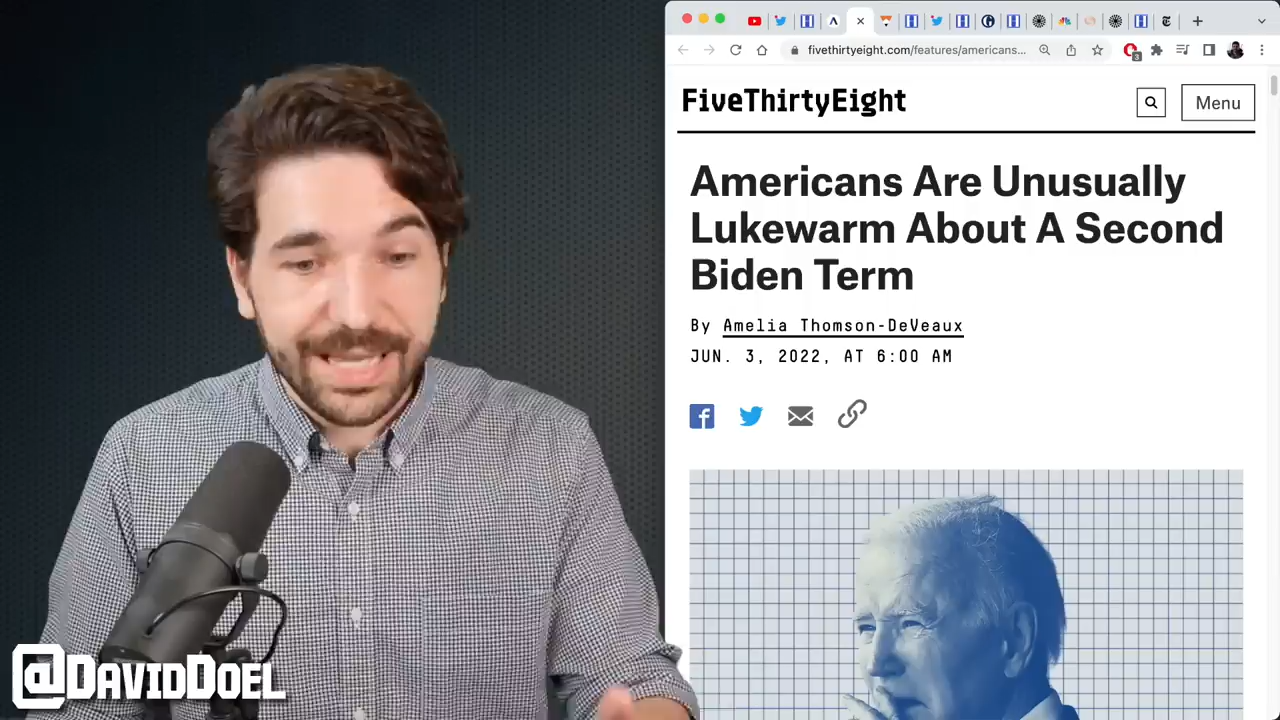 fivethirtyeight.com/features/americans...
3
FiveThirtyEight
Menu
Americans Are Unusually
Lukewarm About A Second
Biden Term
By Amelia Thomson-DeVeaux
JUN. 3, 2022, AT 6:00 AM
@DavidDoel